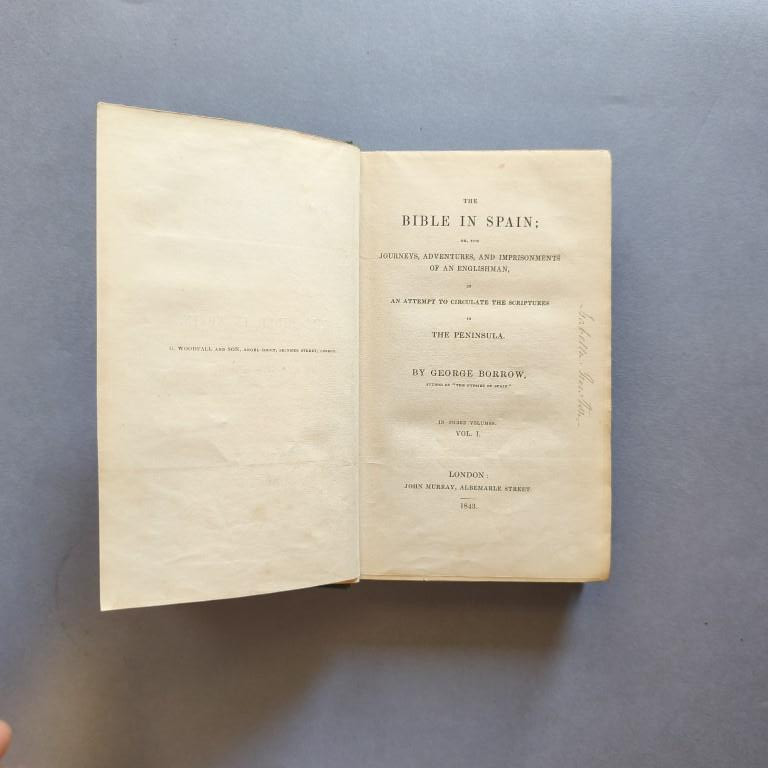 G. WOODFALL AND SON, ANGEL COURT, SKINNER STREET, LONDON.
THE
BIBLE IN SPAIN;
OR, THE
JOURNEYS, ADVENTURES, AND IMPRISONMENTS
OF AN ENGLISHMAN,
IN
AN ATTEMPT TO CIRCULATE THE SCRIPTURES
IN
THE PENINSULA.
BY GEORGE BORROW,
AUTHOR OF "THE GYPSIES OF SPAIN."
IN THREE VOLUMES.
VOL. I.
LONDON:
JOHN MURRAY, ALBEMARLE STREET.
1843.
Isabella